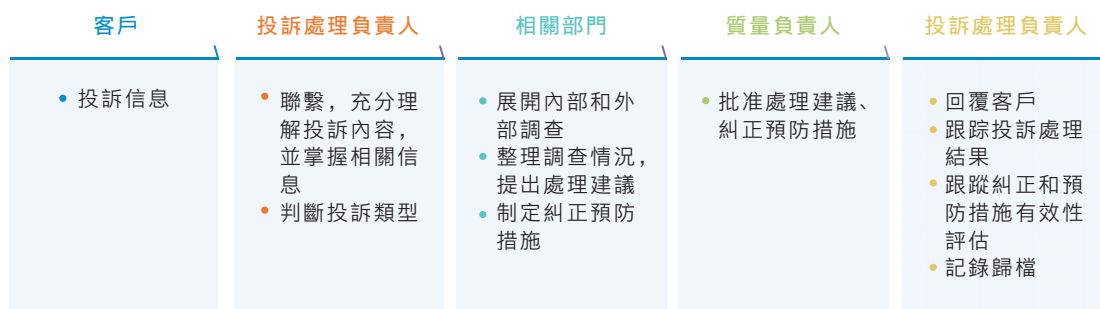 客戶
投訴信息
投訴處理負責人
聯繫，充分理
解投訴內容，
並掌握相關信
息
判斷投訴類型
相關部門
展開內部和外
部調查
整理調查情況，
提出處理建議
制定糾正預防
措施
質量負責人
批准處理建議、
糾正預防措施
投訴處理負責人
回覆客戶
跟踪投訴處理
結果
跟蹤糾正和預
防措施有效性
評估
記錄歸檔